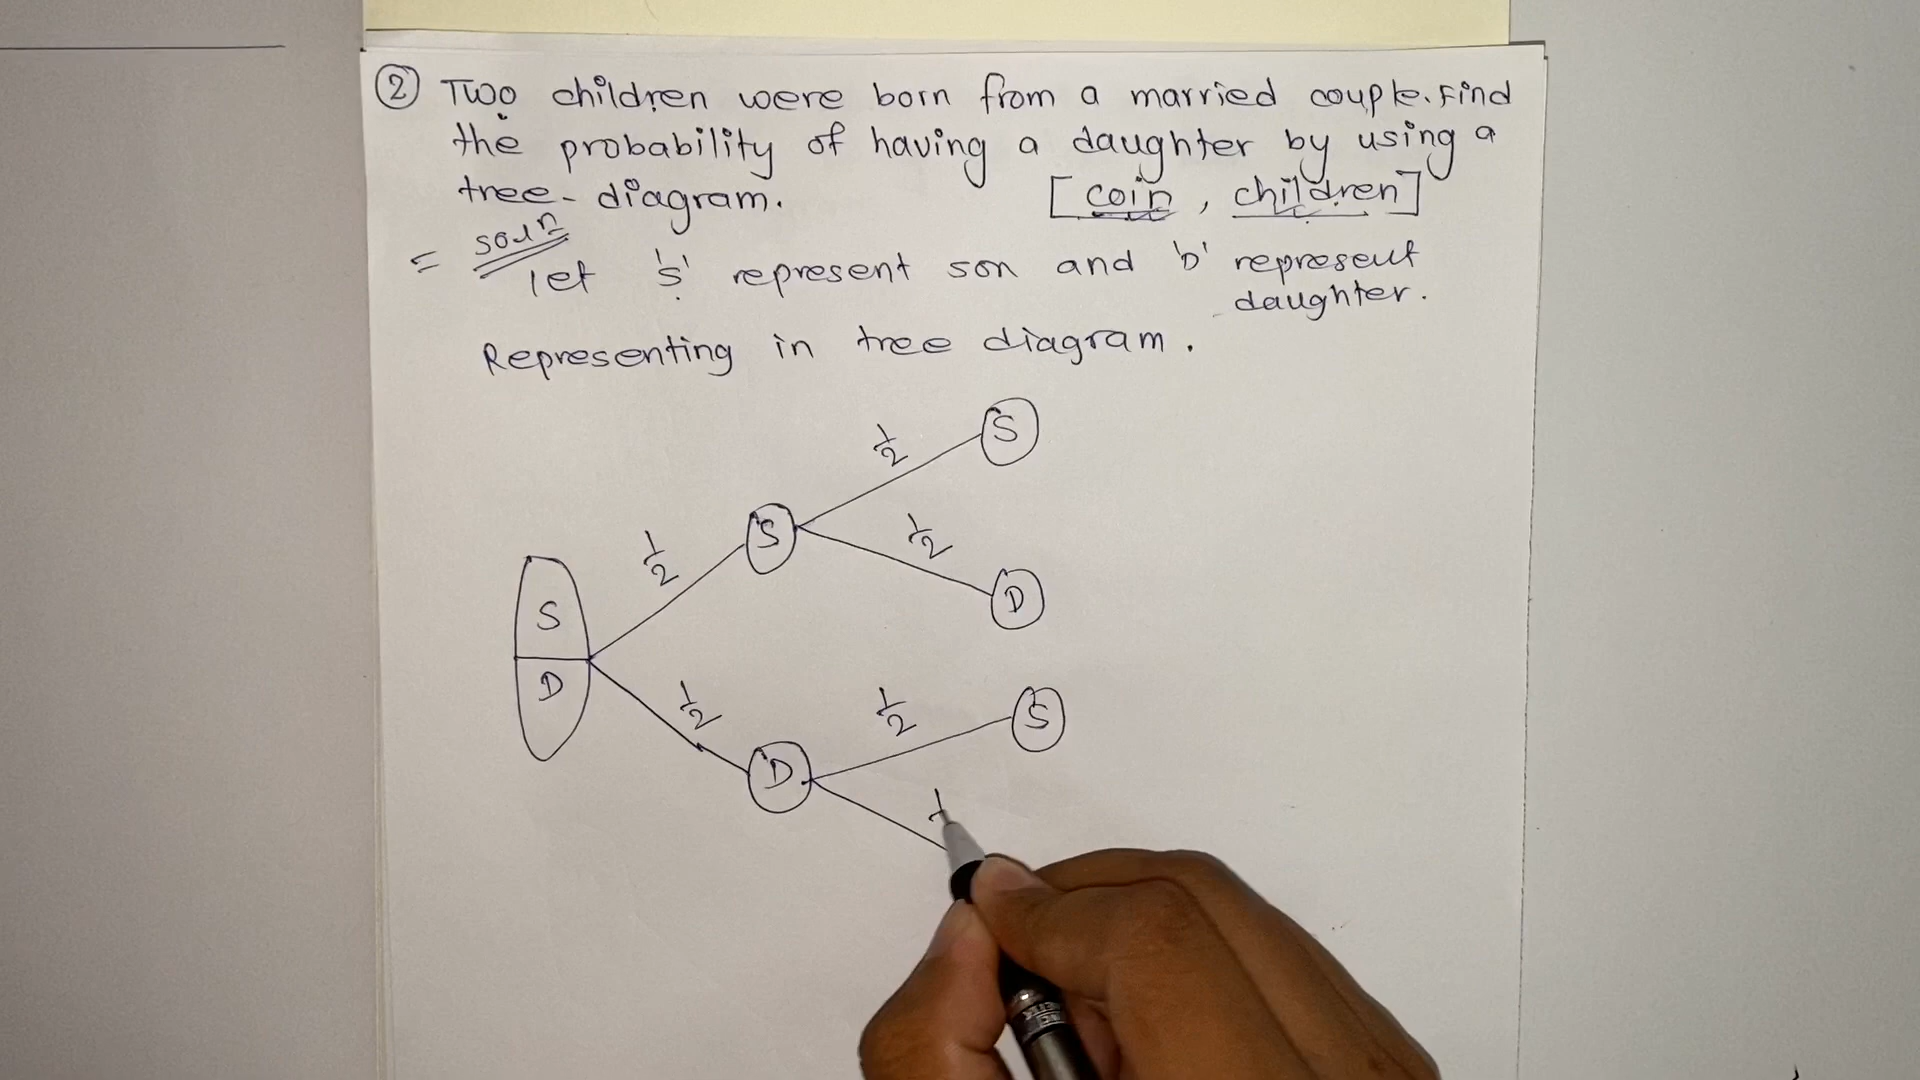 ② Two children were born from a married couple. Find
the probability of having a daughter by using a
tree-diagram. [coin, children]
= soln
let 's' represent son and 'D' represent
daughter.
Representing in tree diagram.
1/2 S
1/2 S 1/2
D
S
D 1/2 1/2 S
D
1